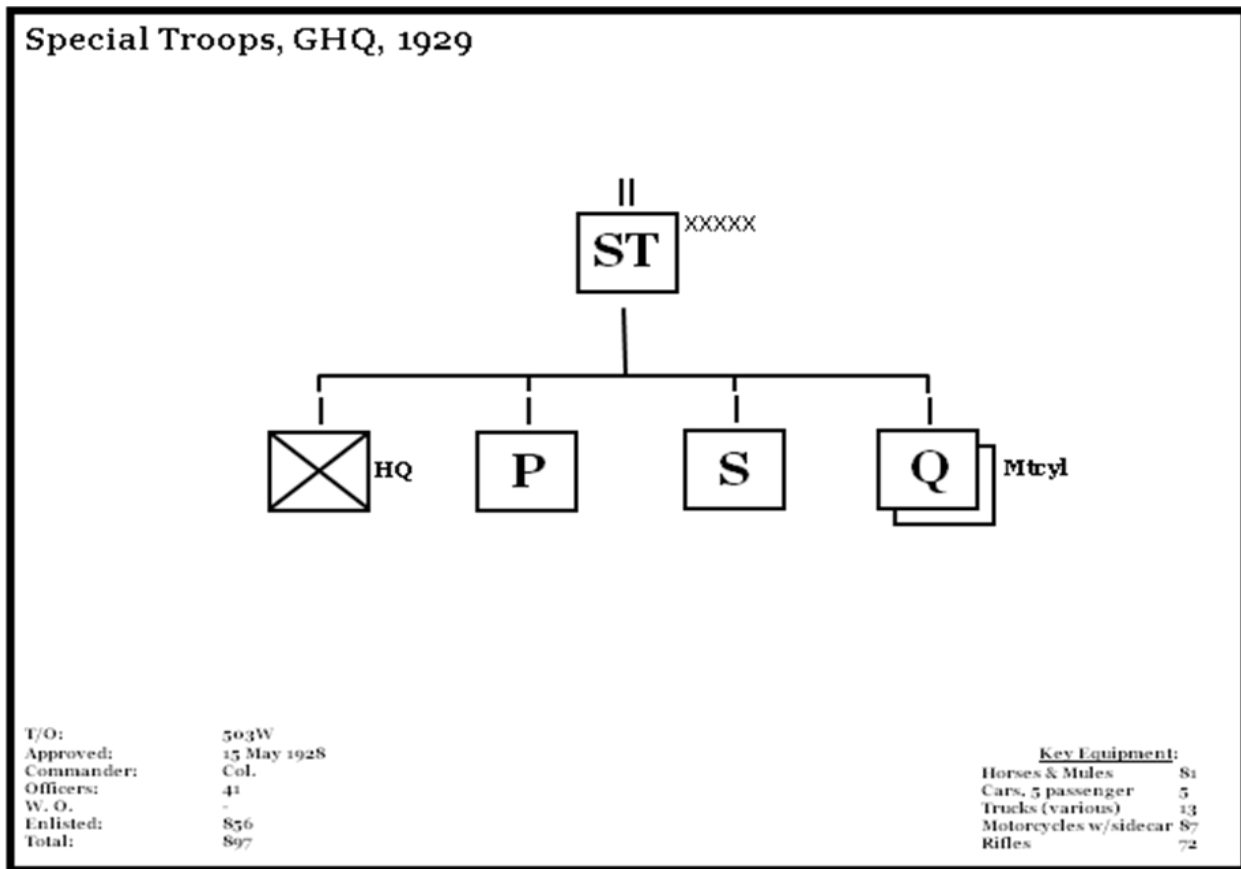 Special Troops, GHQ, 1929
||
ST XXXXX
| | | |
HQ P S Q Mtcyl
T/O: 503W
Approved: 15 May 1928
Commander: Col.
Officers: 41
W. O. -
Enlisted: 856
Total: 897
Key Equipment:
Horses & Mules 81
Cars, 5 passenger 5
Trucks (various) 13
Motorcycles w/sidecar 87
Rifles 72